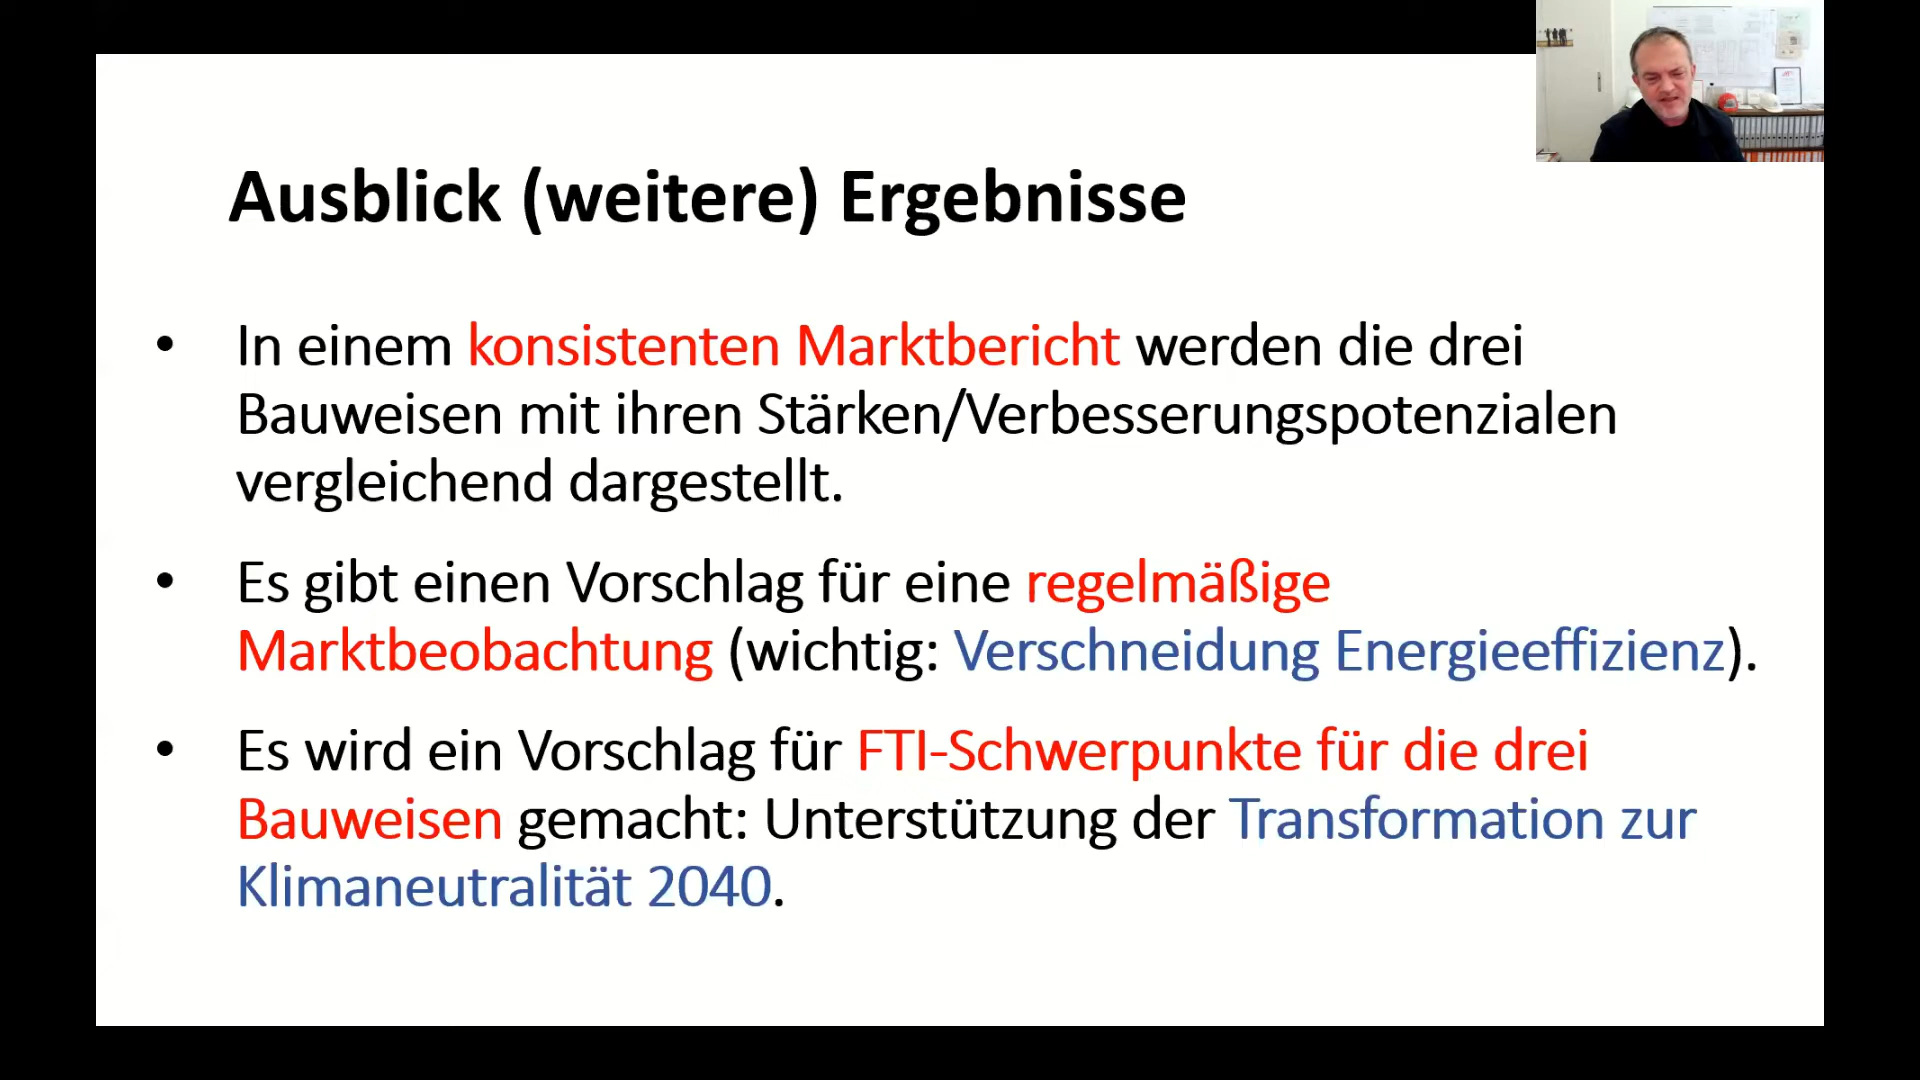 Ausblick (weitere) Ergebnisse
• In einem konsistenten Marktbericht werden die drei
Bauweisen mit ihren Stärken/Verbesserungspotenzialen
vergleichend dargestellt.
• Es gibt einen Vorschlag für eine regelmäßige
Marktbeobachtung (wichtig: Verschneidung Energieeffizienz).
• Es wird ein Vorschlag für FTI-Schwerpunkte für die drei
Bauweisen gemacht: Unterstützung der Transformation zur
Klimaneutralität 2040.